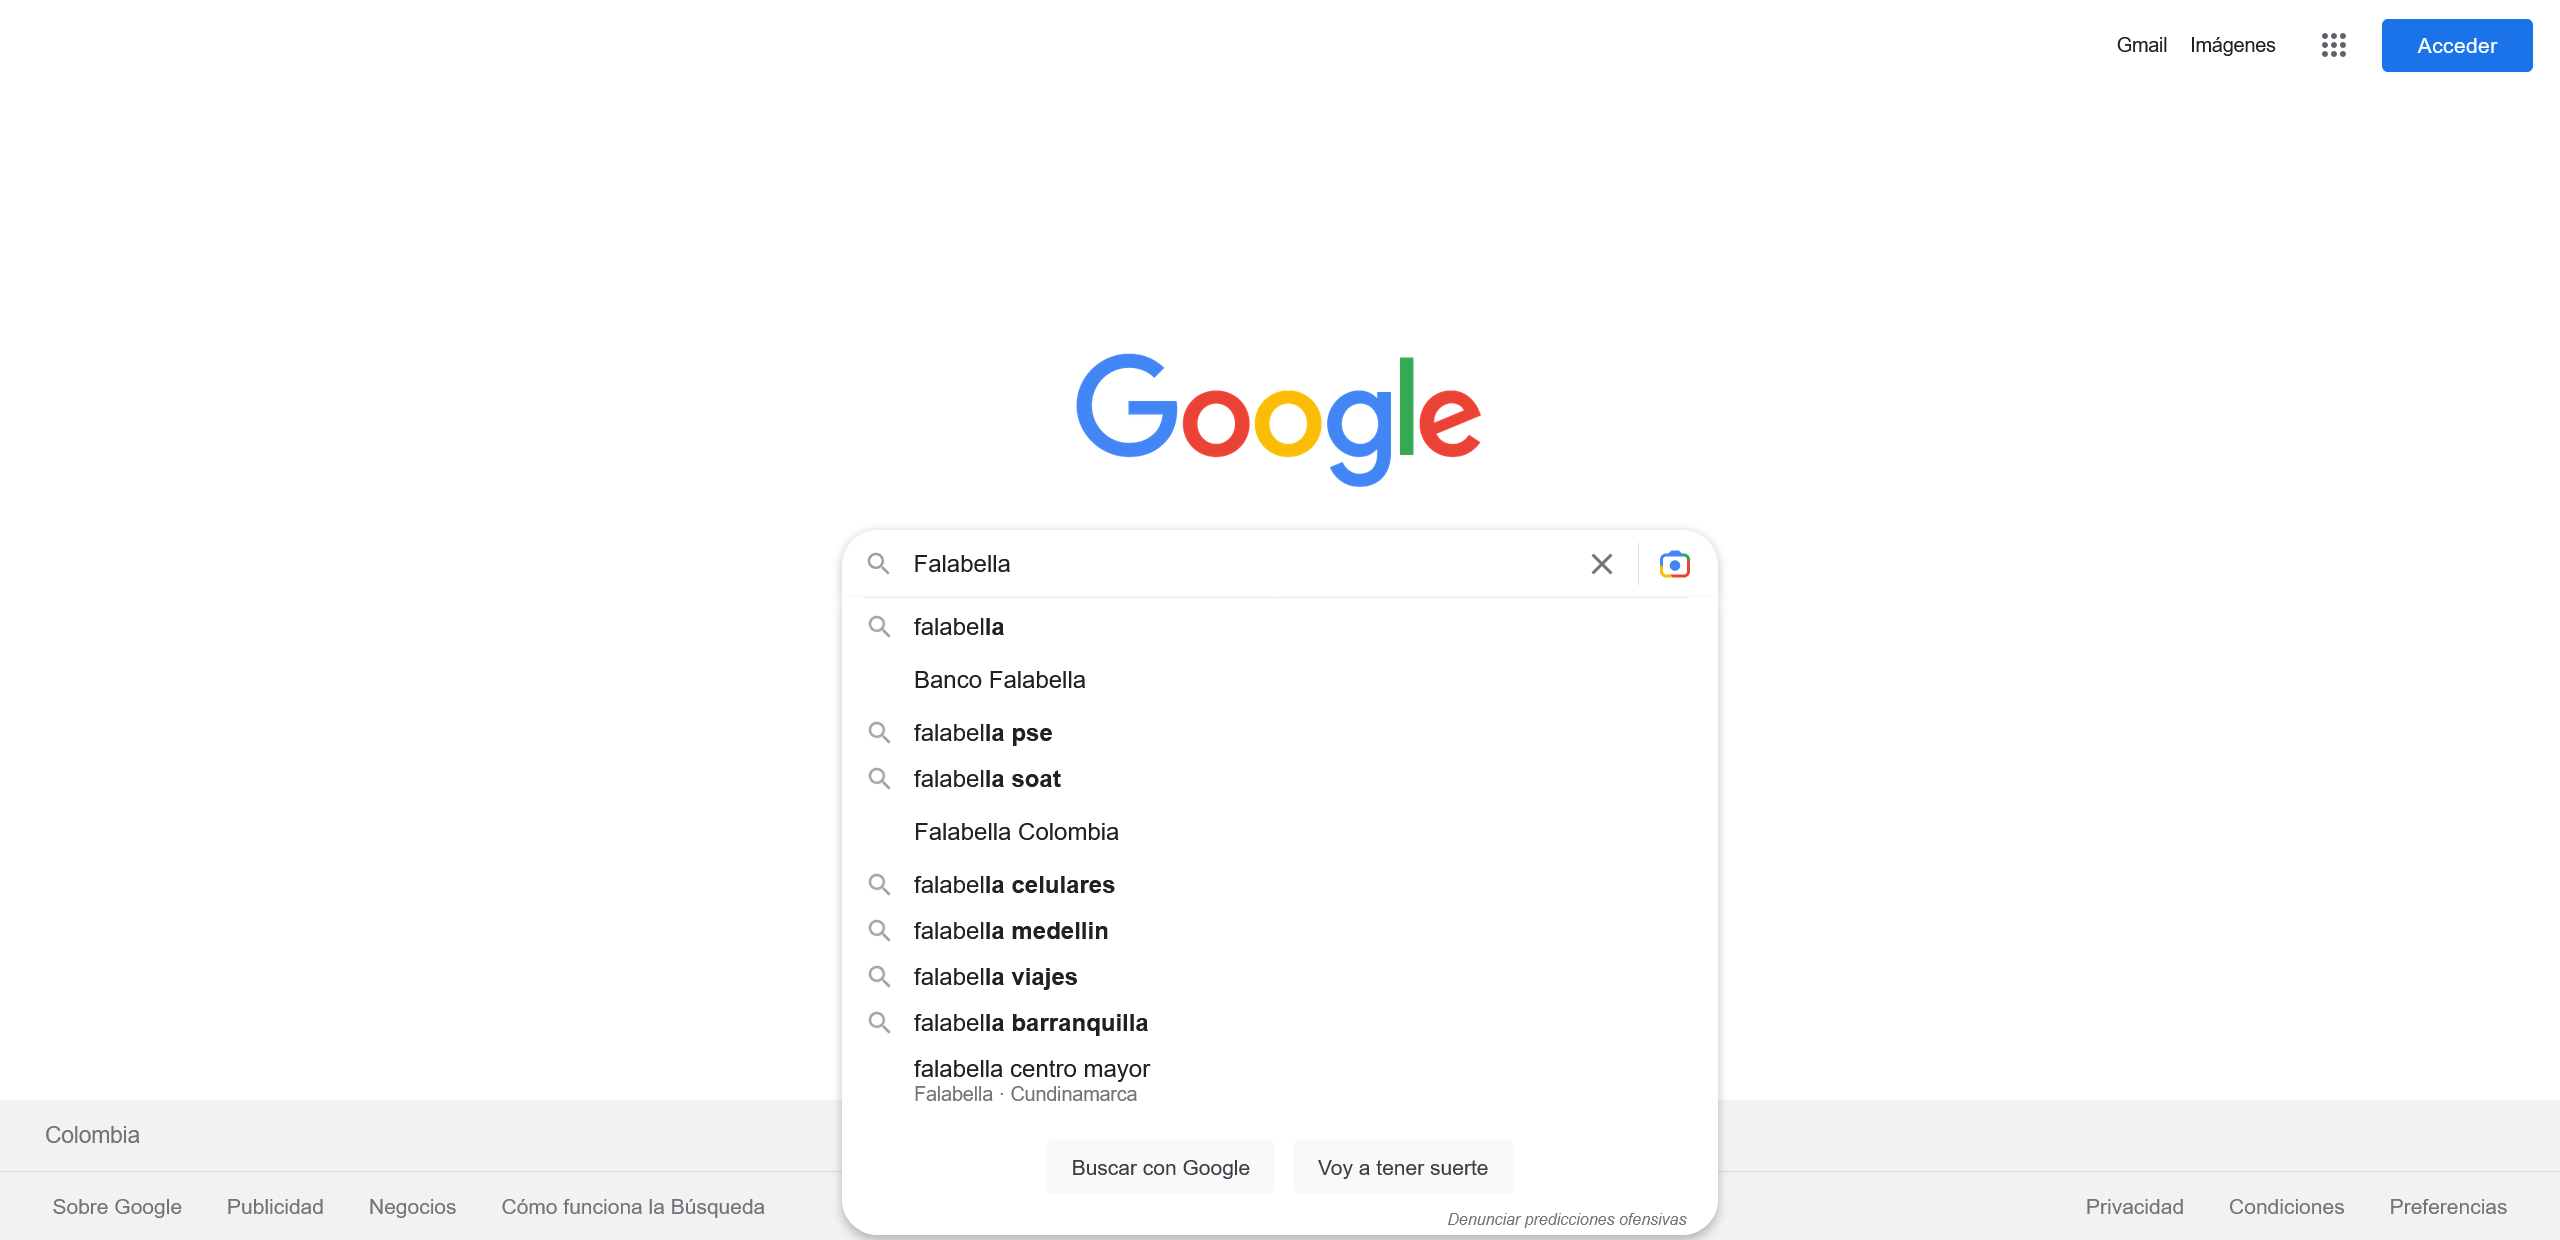 Gmail Imágenes Acceder
Google
Falabella
falabella
Banco Falabella
falabella pse
falabella soat
Falabella Colombia
falabella celulares
falabella medellin
falabella viajes
falabella barranquilla
falabella centro mayor
Falabella · Cundinamarca
Buscar con Google Voy a tener suerte
Denunciar predicciones ofensivas
Colombia
Sobre Google Publicidad Negocios Cómo funciona la Búsqueda Privacidad Condiciones Preferencias